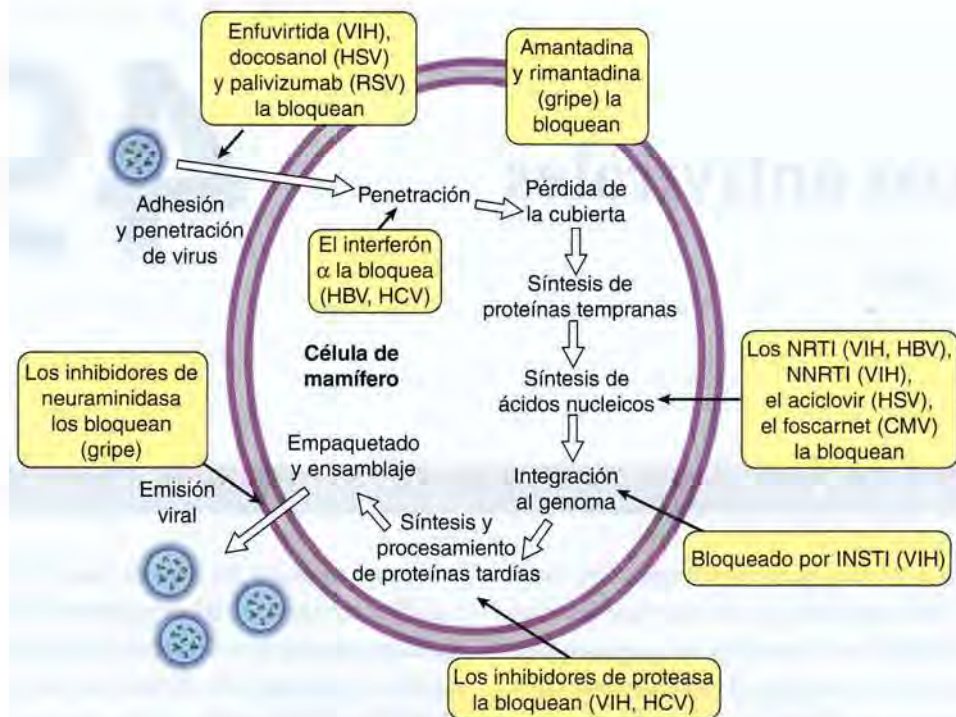 Enfuvirtida (VIH),
docosanol (HSV)
y palivizumab (RSV)
la bloquean
Amantadina
y rimantadina
(gripe) la
bloquean
Adhesión
y penetración
de virus
Penetración
Pérdida de
la cubierta
El interferón
α la bloquea
(HBV, HCV)
Síntesis de
proteínas tempranas
Célula de
mamífero
Los NRTI (VIH, HBV),
NNRTI (VIH),
el aciclovir (HSV),
el foscarnet (CMV)
la bloquean
Síntesis de
ácidos nucleicos
Los inhibidores de
neuraminidasa
los bloquean
(gripe)
Empaquetado
y ensamblaje
Integración
al genoma
Emisión
viral
Síntesis y
procesamiento
de proteínas tardías
Bloqueado por INSTI (VIH)
Los inhibidores de proteasa
la bloquean (VIH, HCV)